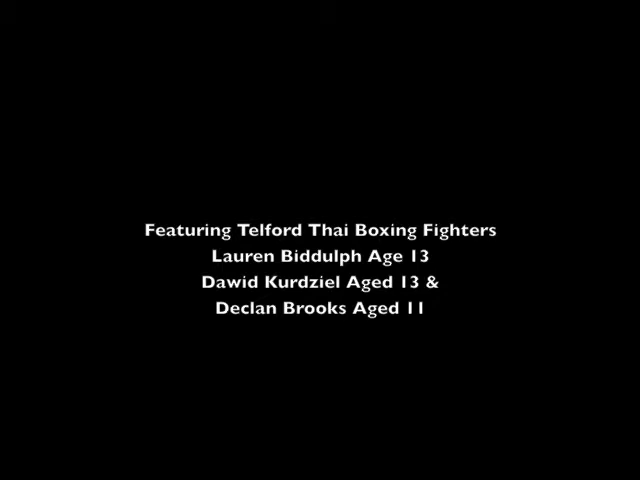 Featuring Telford Thai Boxing Fighters
Lauren Biddulph Age 13
Dawid Kurdziel Aged 13 &
Declan Brooks Aged 11